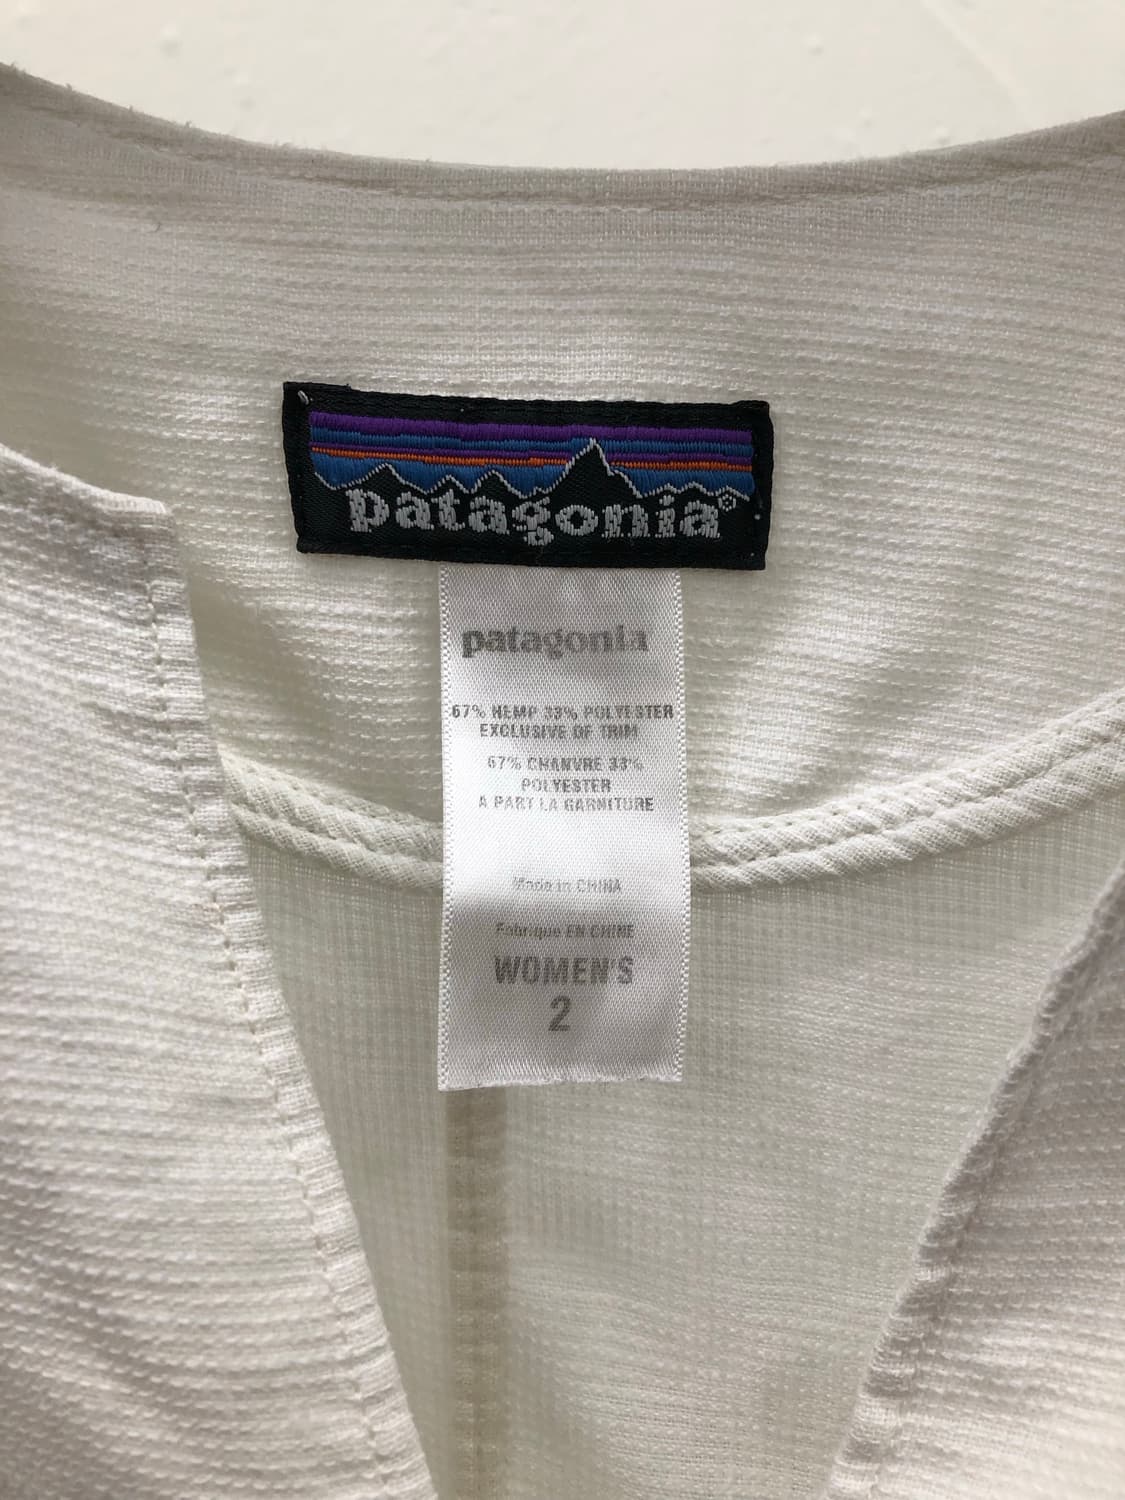 patagonia®
patagonia
67% HEMP 33% POLYESTER
EXCLUSIVE OF TRIM
67% CHANVRE 33%
POLYESTER
A PART LA GARNITURE
Made in CHINA
Fabrique EN CHINE
WOMEN'S
2